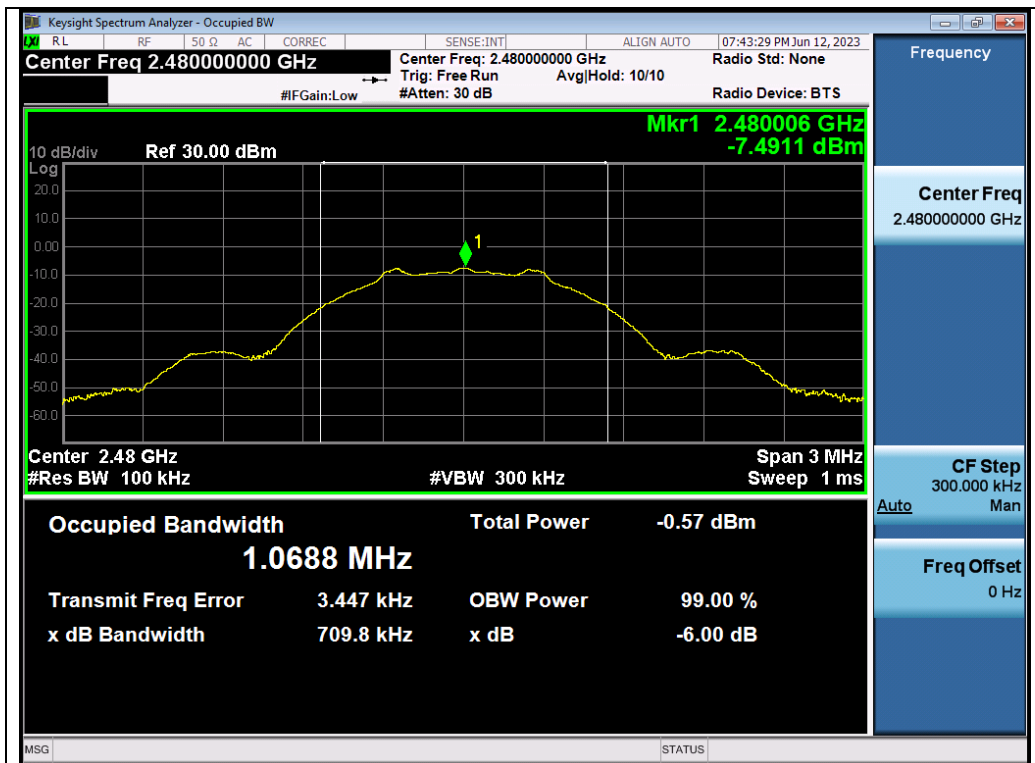 Keysight Spectrum Analyzer - Occupied BW
LXI RL RF 50 Ω AC CORREC SENSE:INT ALIGN AUTO 07:43:29 PM Jun 12, 2023
Center Freq 2.480000000 GHz
#IFGain:Low
Center Freq: 2.480000000 GHz
Trig: Free Run Avg|Hold: 10/10
#Atten: 30 dB
Radio Std: None
Radio Device: BTS
Mkr1 2.480006 GHz
-7.4911 dBm
10 dB/div Ref 30.00 dBm
Log
20.0
10.0
0.00
-10.0
-20.0
-30.0
-40.0
-50.0
-60.0
1
Center 2.48 GHz Span 3 MHz
#Res BW 100 kHz #VBW 300 kHz Sweep 1 ms
Occupied Bandwidth Total Power -0.57 dBm
1.0688 MHz
Transmit Freq Error 3.447 kHz OBW Power 99.00 %
x dB Bandwidth 709.8 kHz x dB -6.00 dB
Frequency
Center Freq
2.480000000 GHz
CF Step
300.000 kHz
Auto Man
Freq Offset
0 Hz
MSG STATUS